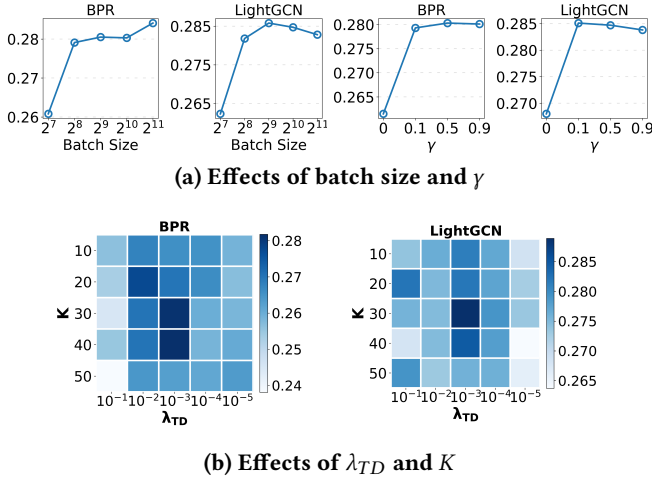 BPR
0.28
0.27
0.26
2^7 2^8 2^9 2^10 2^11
Batch Size
LightGCN
0.285
0.275
0.265
2^7 2^8 2^9 2^10 2^11
Batch Size
BPR
0.280
0.275
0.270
0.265
0 0.1 0.5 0.9
γ
LightGCN
0.285
0.280
0.275
0.270
0 0.1 0.5 0.9
γ
(a) Effects of batch size and γ
BPR
K
10
20
30
40
50
10^−1 10^−2 10^−3 10^−4 10^−5
λ_TD
0.28
0.27
0.26
0.25
0.24
LightGCN
K
10
20
30
40
50
10^−1 10^−2 10^−3 10^−4 10^−5
λ_TD
0.285
0.280
0.275
0.270
0.265
(b) Effects of λ_TD and K